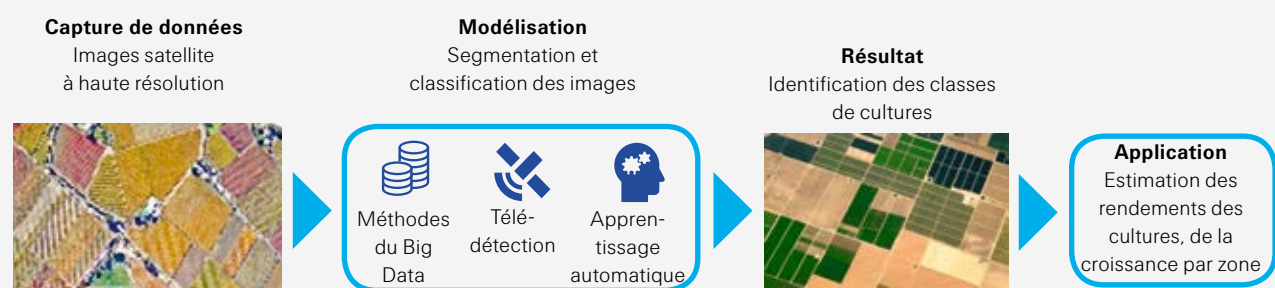 Capture de données
Images satellite
à haute résolution
Modélisation
Segmentation et
classification des images
Méthodes
du Big
Data
Télé-
détection
Appren-
tissage
automatique
Résultat
Identification des classes
de cultures
Application
Estimation des
rendements des
cultures, de la
croissance par zone